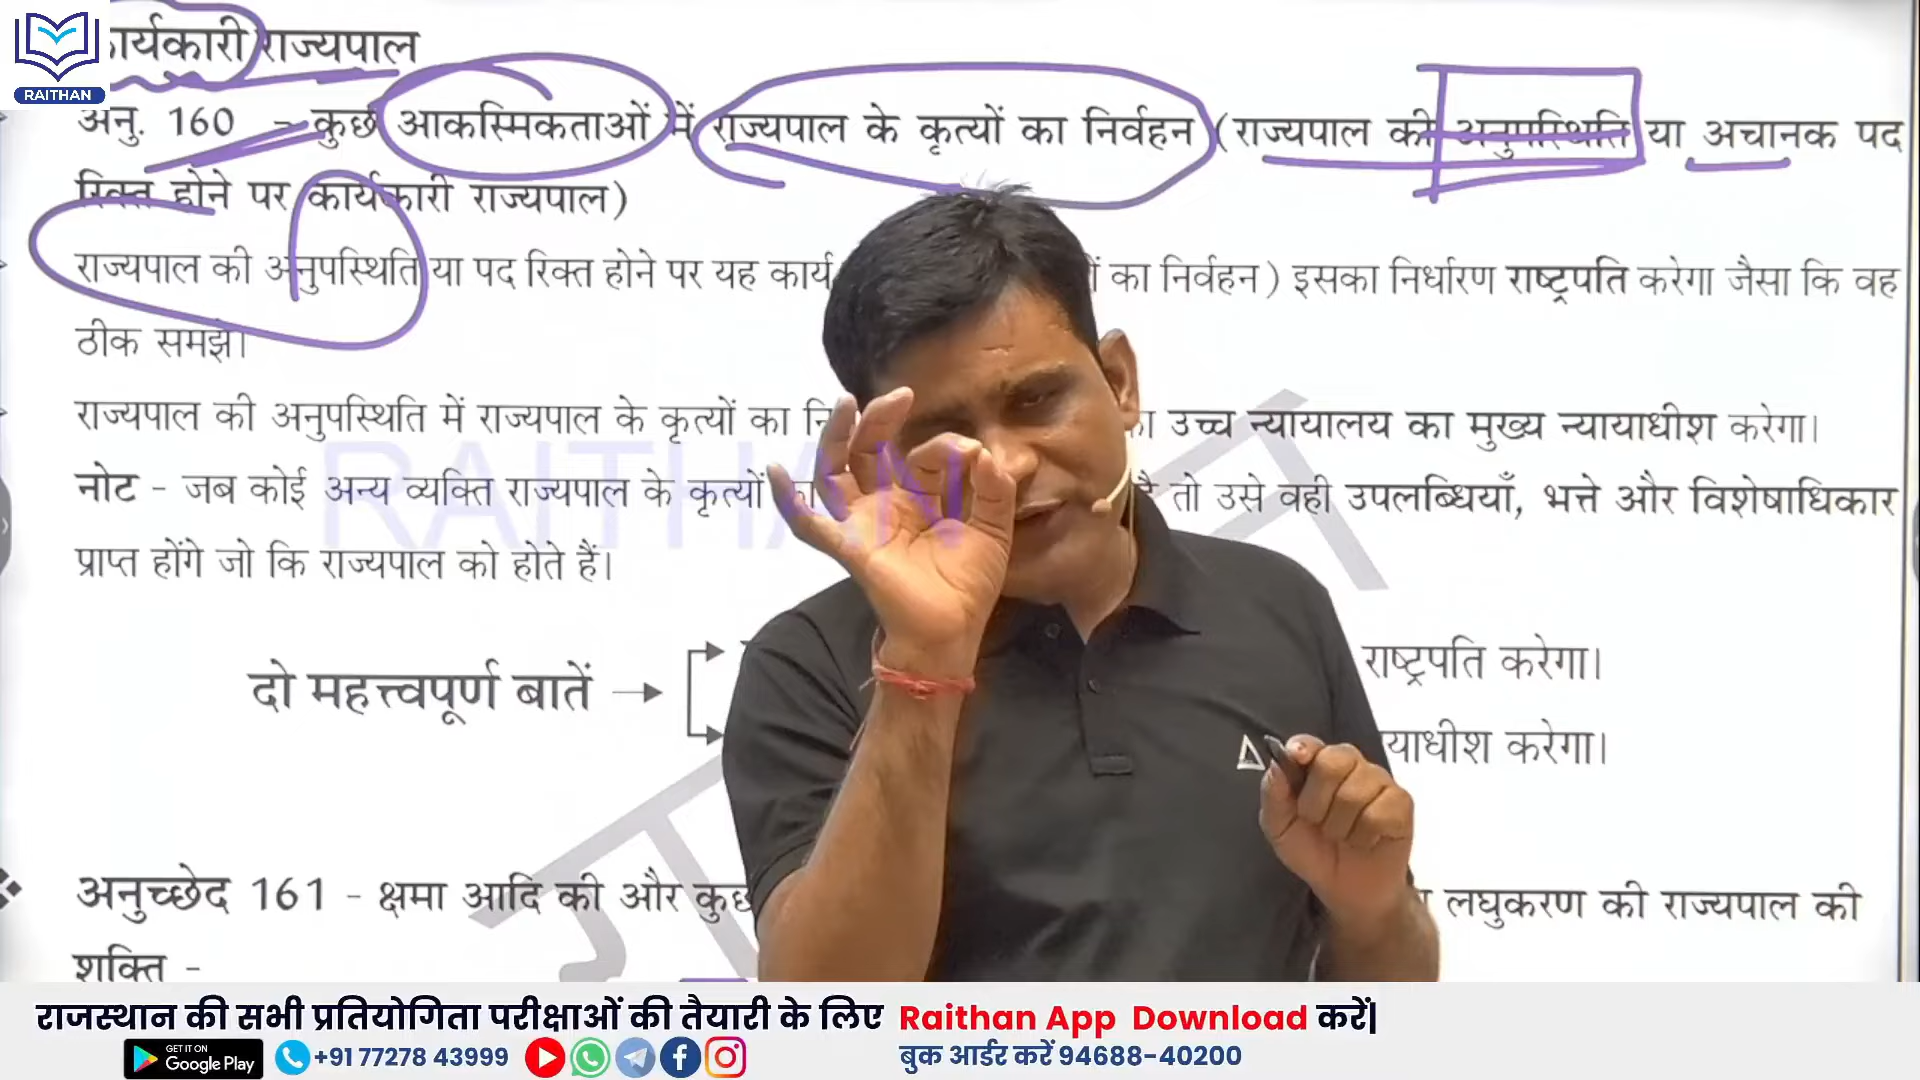 RAITHAN
कार्यकारी राज्यपाल
अनु. 160 - कुछ आकस्मिकताओं में राज्यपाल के कृत्यों का निर्वहन (राज्यपाल की अनुपस्थिति या अचानक पद
रिक्त होने पर कार्यकारी राज्यपाल)
राज्यपाल की अनुपस्थिति या पद रिक्त होने पर यह कार्य का निर्वहन) इसका निर्धारण राष्ट्रपति करेगा जैसा कि वह
ठीक समझे।
राज्यपाल की अनुपस्थिति में राज्यपाल के कृत्यों का उच्च न्यायालय का मुख्य न्यायाधीश करेगा।
नोट - जब कोई अन्य व्यक्ति राज्यपाल के कृत्यों तो उसे वही उपलब्धियाँ, भत्ते और विशेषाधिकार
प्राप्त होंगे जो कि राज्यपाल को होते हैं।
RAITHAN
राष्ट्रपति करेगा।
दो महत्त्वपूर्ण बातें
याधीश करेगा।
अनुच्छेद 161 - क्षमा आदि की और कुछ लघुकरण की राज्यपाल की
शक्ति -
राजस्थान की सभी प्रतियोगिता परीक्षाओं की तैयारी के लिए Raithan App Download करें|
GET IT ON
Google Play
+91 77278 43999
बुक आर्डर करें 94688-40200